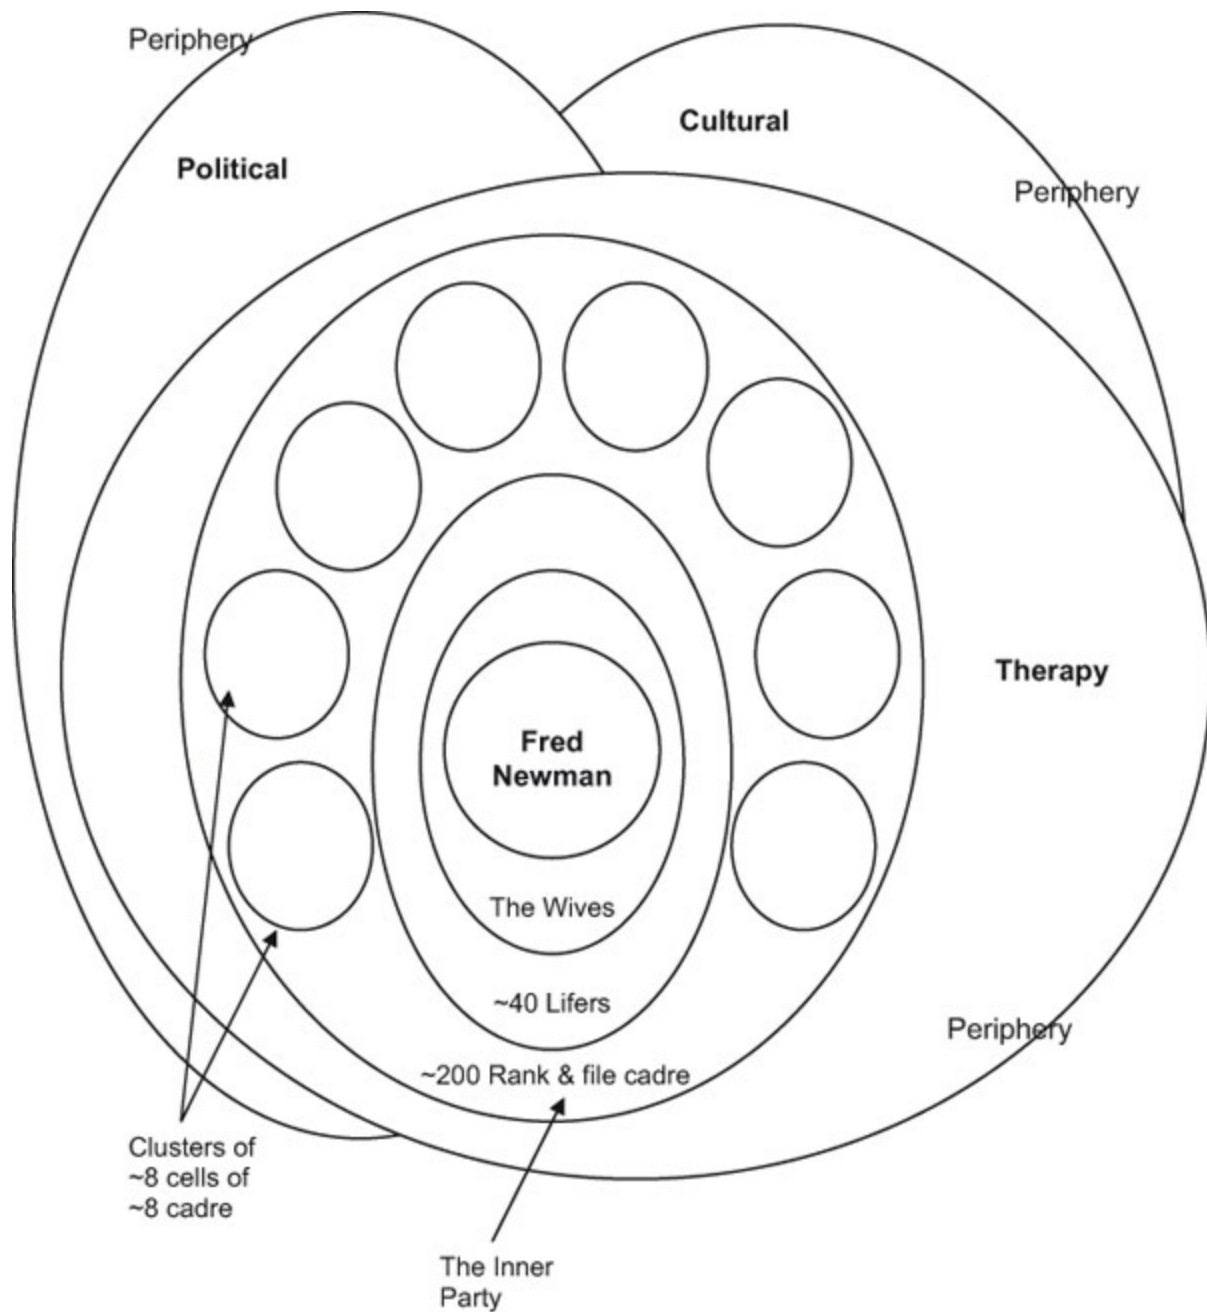 Periphery
Cultural
Political
Periphery
Therapy
Fred
Newman
The Wives
~40 Lifers
Periphery
~200 Rank & file cadre
Clusters of
~8 cells of
~8 cadre
The Inner
Party